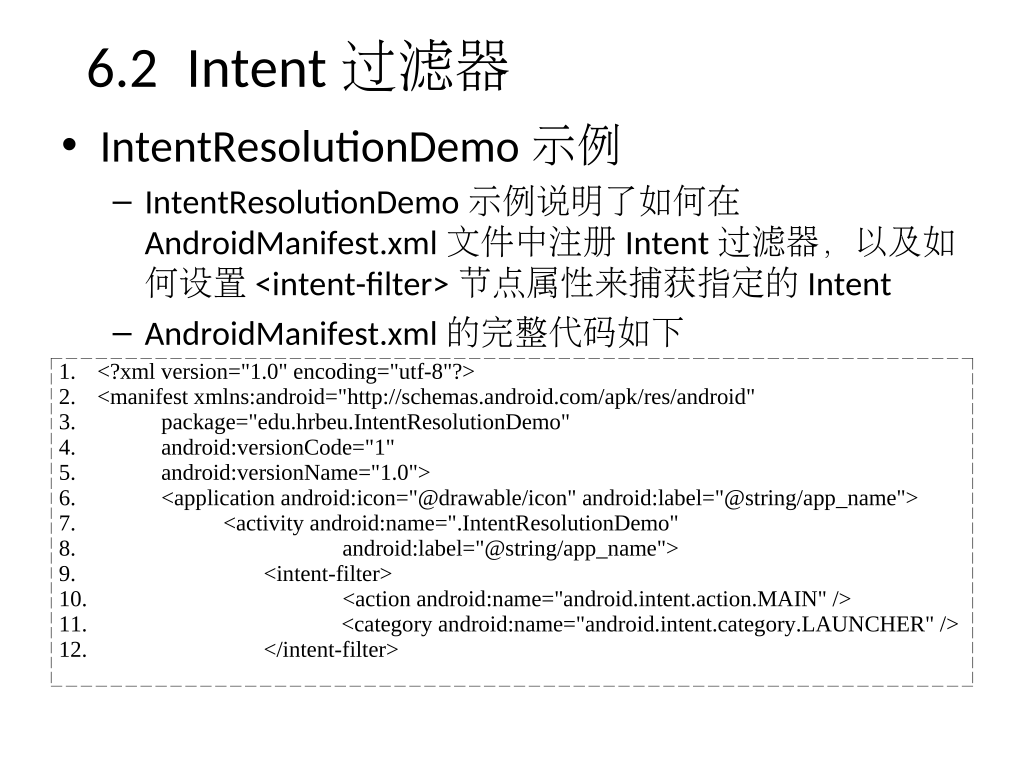 6.2 Intent 过滤器
• IntentResolutionDemo 示例
– IntentResolutionDemo 示例说明了如何在
AndroidManifest.xml 文件中注册 Intent 过滤器，以及如
何设置 <intent-filter> 节点属性来捕获指定的 Intent
– AndroidManifest.xml 的完整代码如下
1. <?xml version="1.0" encoding="utf-8"?>
2. <manifest xmlns:android="http://schemas.android.com/apk/res/android"
3. package="edu.hrbeu.IntentResolutionDemo"
4. android:versionCode="1"
5. android:versionName="1.0">
6. <application android:icon="@drawable/icon" android:label="@string/app_name">
7. <activity android:name=".IntentResolutionDemo"
8. android:label="@string/app_name">
9. <intent-filter>
10. <action android:name="android.intent.action.MAIN" />
11. <category android:name="android.intent.category.LAUNCHER" />
12. </intent-filter>